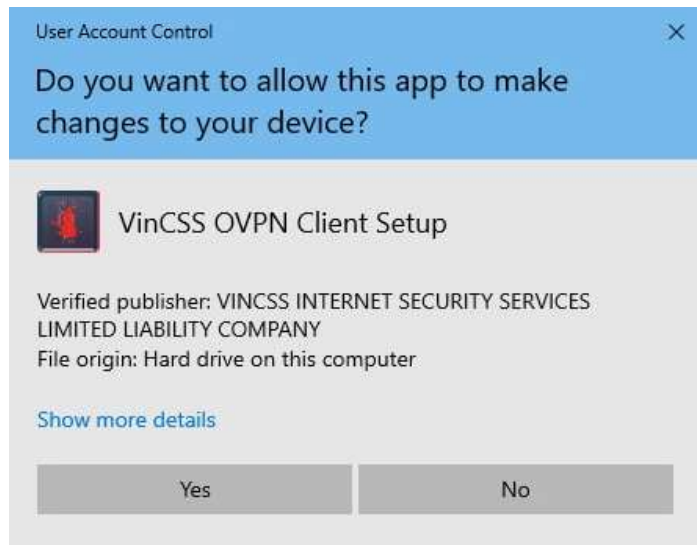 User Account Control
Do you want to allow this app to make
changes to your device?
VinCSS OVPN Client Setup
Verified publisher: VINCSS INTERNET SECURITY SERVICES
LIMITED LIABILITY COMPANY
File origin: Hard drive on this computer
Show more details
Yes
No